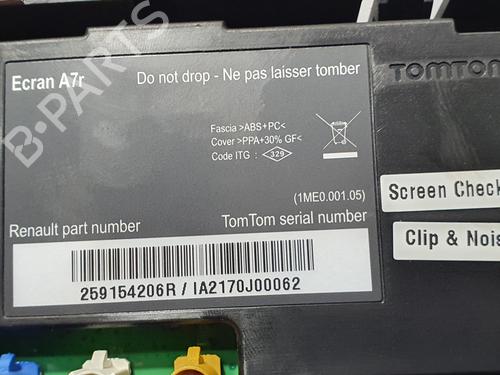 B-PARTS
Ecran A7r
Do not drop - Ne pas laisser tomber
TOMTOM
Fascia >ABS+PC<
Cover >PPA+30% GF<
Code ITG : 329
(1ME0.001.05)
Screen Check
Renault part number
TomTom serial number
Clip & Nois
259154206R / IA2170J00062